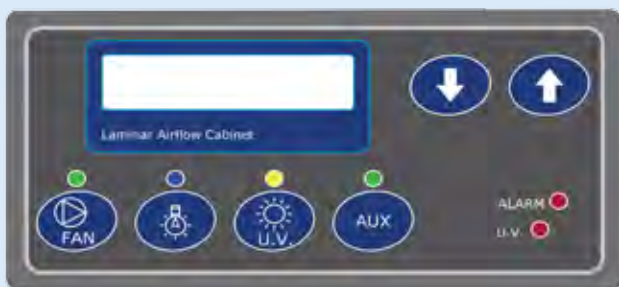 Laminar Airflow Cabinet
FAN
U.V.
AUX
ALARM
U.V.